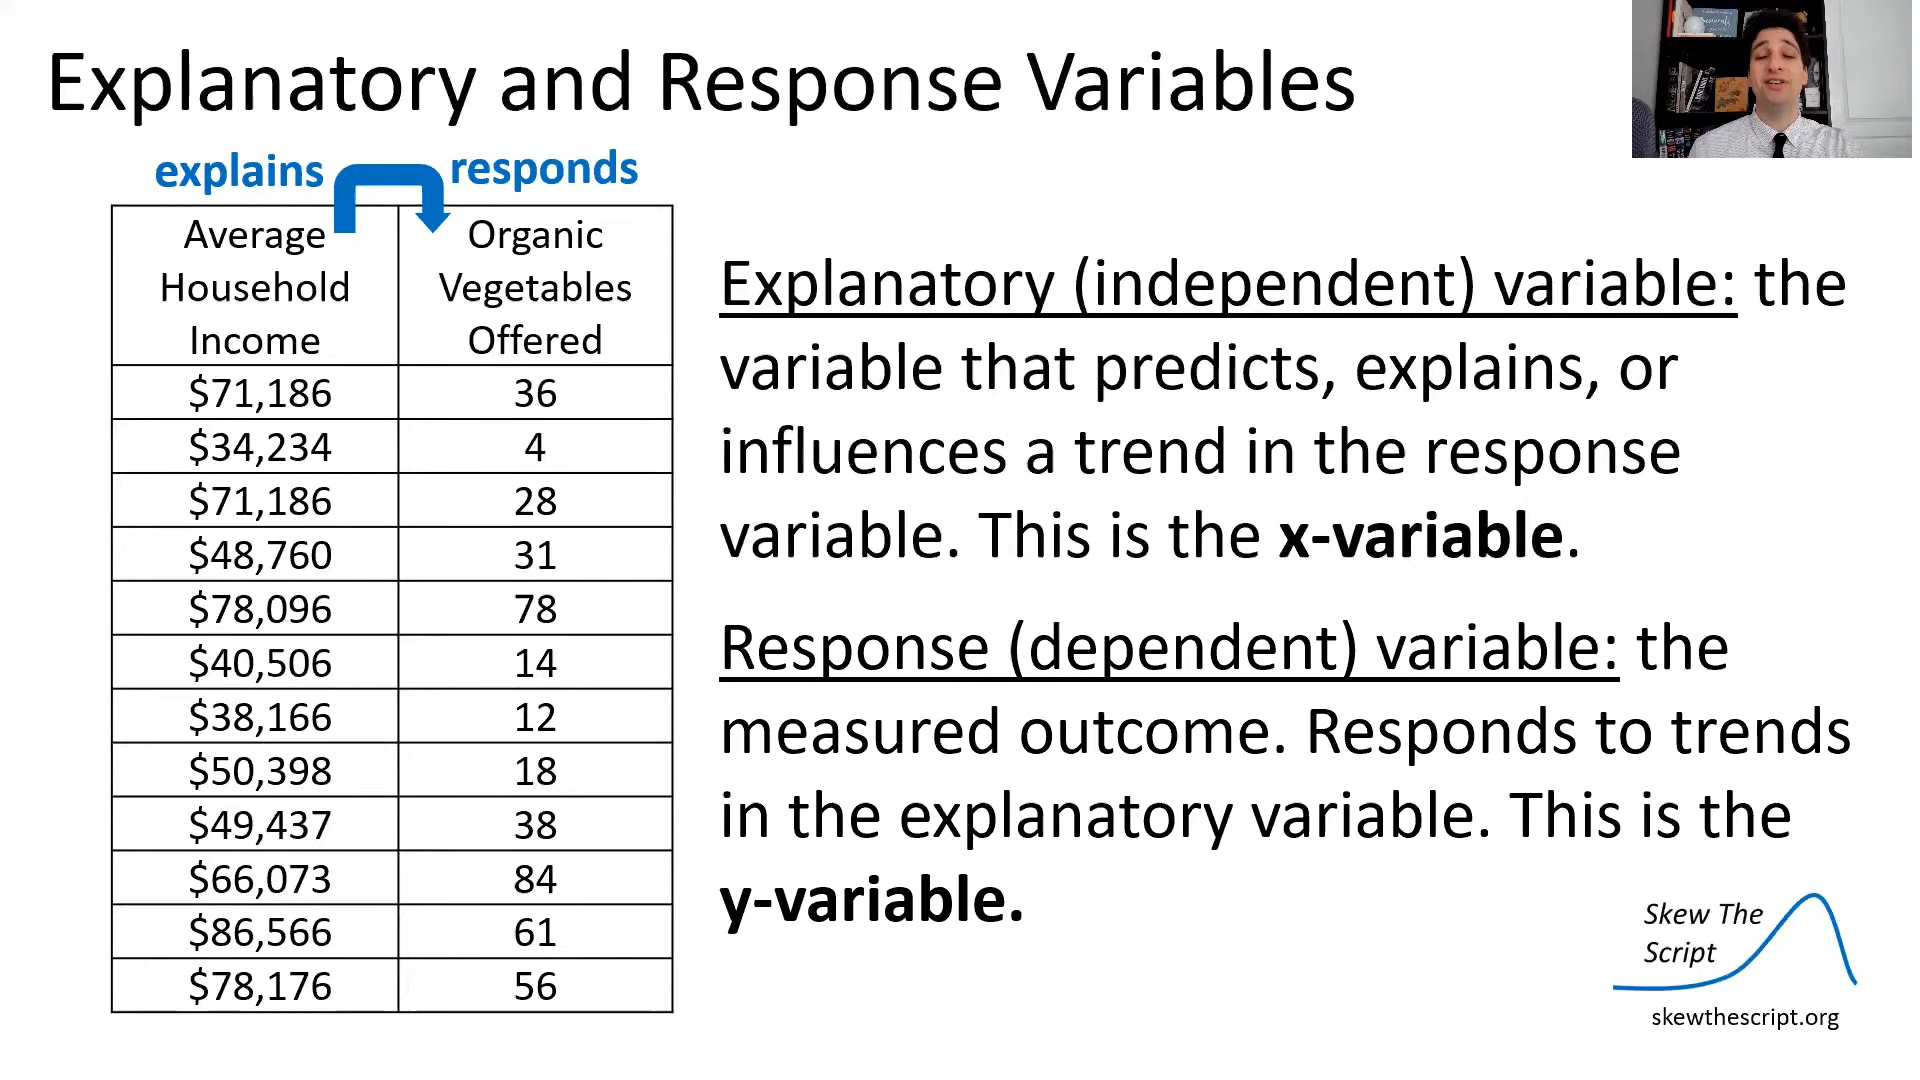 Explanatory and Response Variables
explains
responds
Average Household Income
Organic Vegetables Offered
$71,186 36
$34,234 4
$71,186 28
$48,760 31
$78,096 78
$40,506 14
$38,166 12
$50,398 18
$49,437 38
$66,073 84
$86,566 61
$78,176 56
Explanatory (independent) variable: the
variable that predicts, explains, or
influences a trend in the response
variable. This is the x-variable.
Response (dependent) variable: the
measured outcome. Responds to trends
in the explanatory variable. This is the
y-variable.
Skew The
Script
skewthescript.org